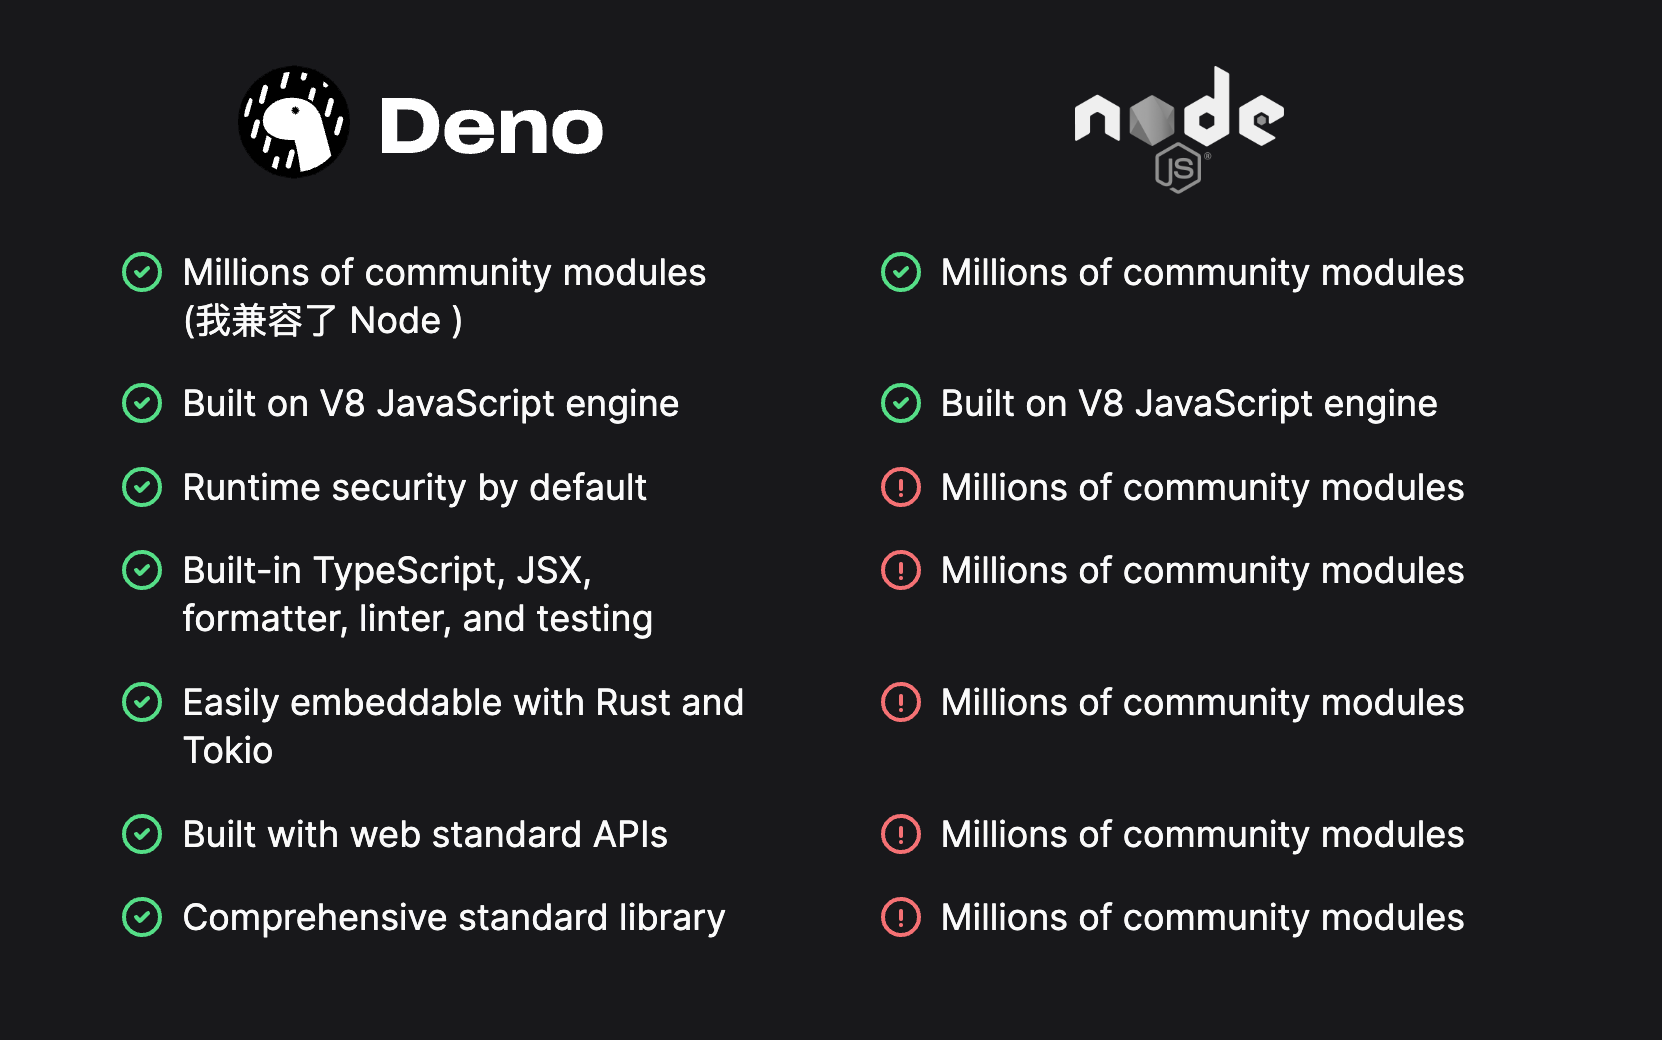 Deno
node
JS®
Millions of community modules
(我兼容了 Node )
Millions of community modules
Built on V8 JavaScript engine
Built on V8 JavaScript engine
Runtime security by default
Millions of community modules
Built-in TypeScript, JSX,
formatter, linter, and testing
Millions of community modules
Easily embeddable with Rust and
Tokio
Millions of community modules
Built with web standard APIs
Millions of community modules
Comprehensive standard library
Millions of community modules